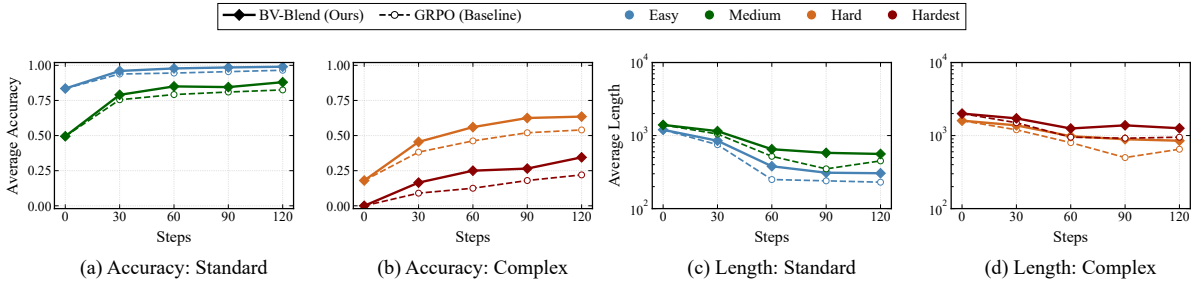 BV-Blend (Ours) GRPO (Baseline) Easy Medium Hard Hardest
Average Accuracy
1.00
0.75
0.50
0.25
0.00
0 30 60 90 120
Steps
(a) Accuracy: Standard
1.00
0.75
0.50
0.25
0.00
0 30 60 90 120
Steps
(b) Accuracy: Complex
Average Length
10^4
10^3
10^2
0 30 60 90 120
Steps
(c) Length: Standard
10^4
10^3
10^2
0 30 60 90 120
Steps
(d) Length: Complex